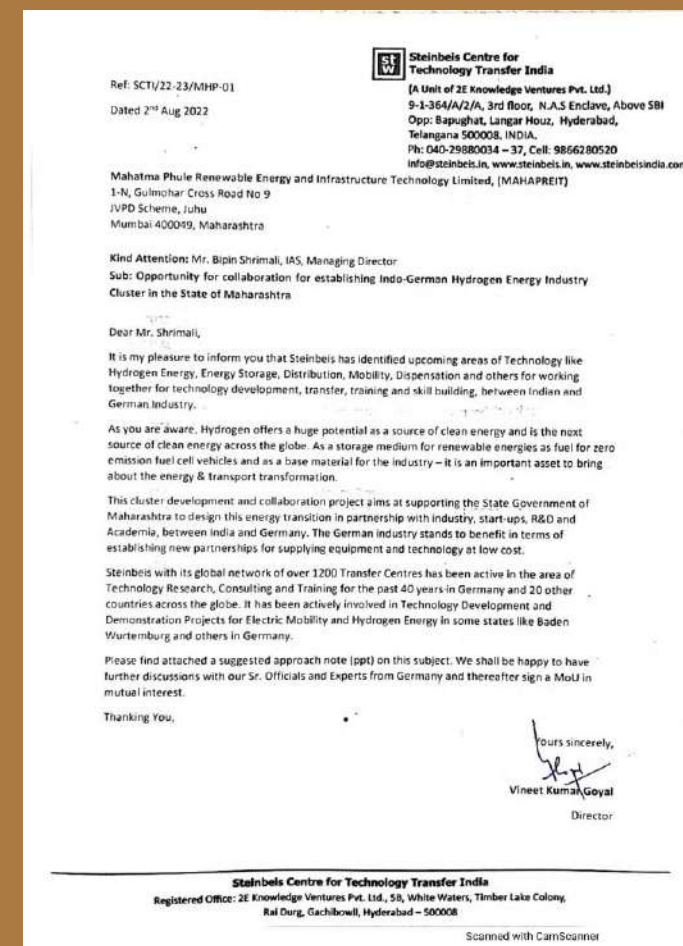 st
w
Steinbeis Centre for
Technology Transfer India
(A Unit of 2E Knowledge Ventures Pvt. Ltd.)
9-1-364/A/2/A, 3rd floor, N.A.S Enclave, Above SBI
Opp: Bapughat, Langar Houz, Hyderabad,
Telangana 500008. INDIA.
Ph: 040-29880034 – 37, Cell: 9866280520
info@steinbeis.in, www.steinbeis.in, www.steinbeisindia.com
Ref: SCTI/22-23/MHP-01
Dated 2nd Aug 2022
Mahatma Phule Renewable Energy and Infrastructure Technology Limited, (MAHAPREIT)
1-N, Gulmohar Cross Road No 9
JVPD Scheme, Juhu
Mumbai 400049, Maharashtra
Kind Attention: Mr. Bipin Shrimali, IAS, Managing Director
Sub: Opportunity for collaboration for establishing Indo-German Hydrogen Energy Industry
Cluster in the State of Maharashtra
Dear Mr. Shrimali,
It is my pleasure to inform you that Steinbeis has identified upcoming areas of Technology like
Hydrogen Energy, Energy Storage, Distribution, Mobility, Dispensation and others for working
together for technology development, transfer, training and skill building, between Indian and
German Industry.
As you are aware, Hydrogen offers a huge potential as a source of clean energy and is the next
source of clean energy across the globe. As a storage medium for renewable energies as fuel for zero
emission fuel cell vehicles and as a base material for the industry – it is an important asset to bring
about the energy & transport transformation.
This cluster development and collaboration project aims at supporting the State Government of
Maharashtra to design this energy transition in partnership with industry, start-ups, R&D and
Academia, between India and Germany. The German industry stands to benefit in terms of
establishing new partnerships for supplying equipment and technology at low cost.
Steinbeis with its global network of over 1200 Transfer Centres has been active in the area of
Technology Research, Consulting and Training for the past 40 years in Germany and 20 other
countries across the globe. It has been actively involved in Technology Development and
Demonstration Projects for Electric Mobility and Hydrogen Energy in some states like Baden
Wurtemburg and others in Germany.
Please find attached a suggested approach note (ppt) on this subject. We shall be happy to have
further discussions with our Sr. Officials and Experts from Germany and thereafter sign a MoU in
mutual interest.
Thanking You,
Yours sincerely,
Vineet Kumar Goyal
Director
Steinbeis Centre for Technology Transfer India
Registered Office: 2E Knowledge Ventures Pvt. Ltd., 5B, White Waters, Timber Lake Colony,
Rai Durg, Gachibowli, Hyderabad – 500008
Scanned with CamScanner